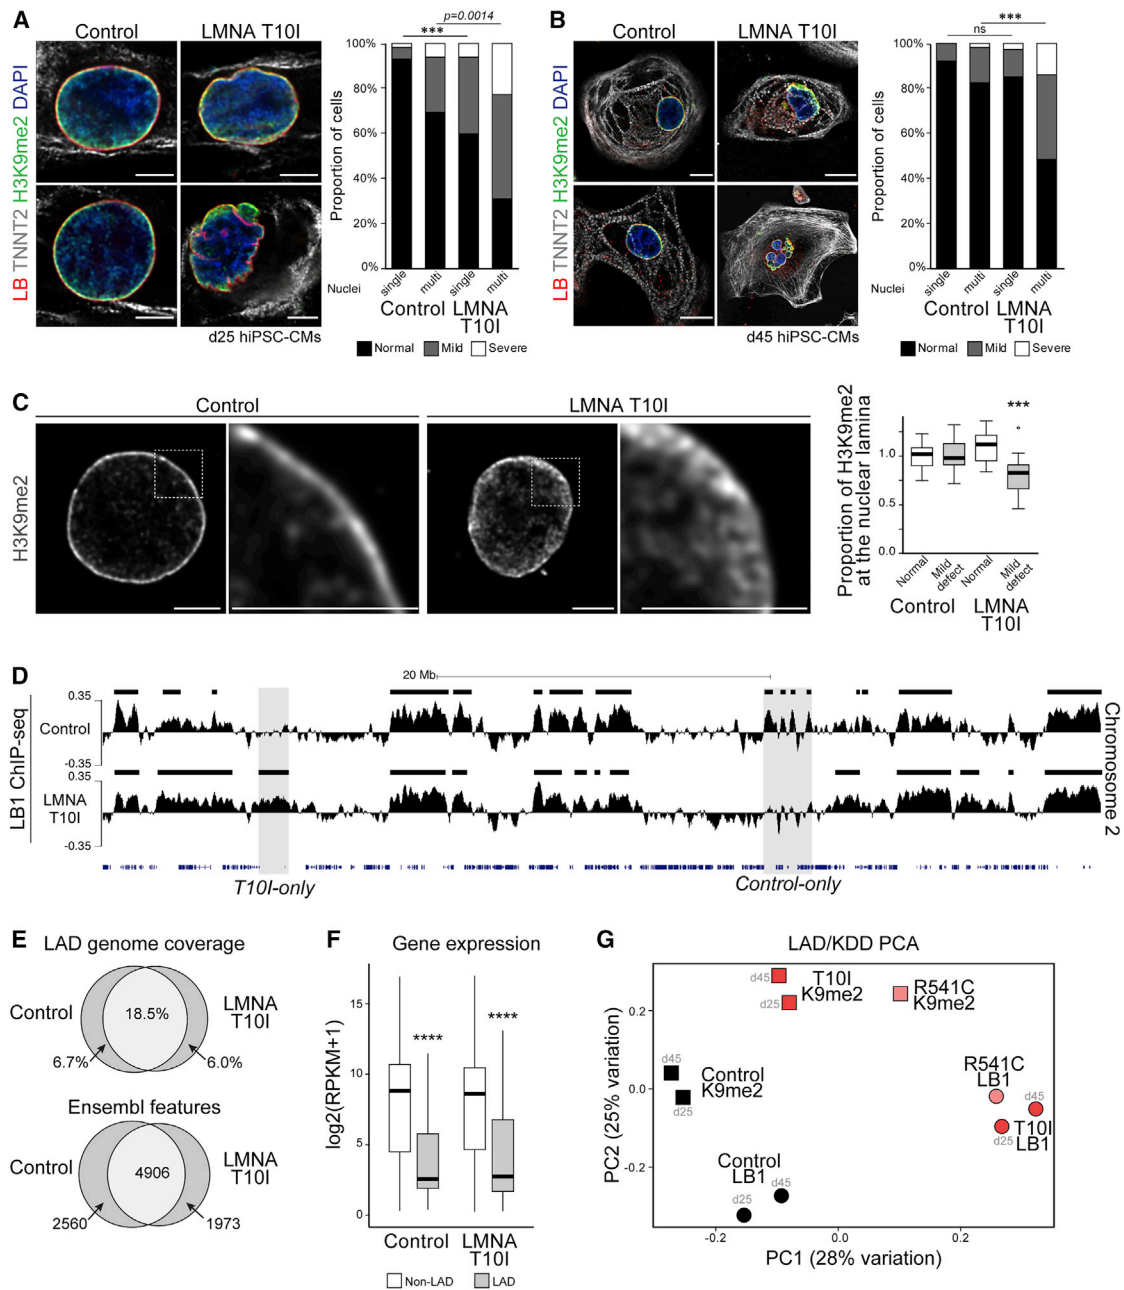 A
Control
LMNA T10I
LB TNNT2 H3K9me2 DAPI
d25 hiPSC-CMs
p=0.0014
***
Proportion of cells
100%
80%
60%
40%
20%
0%
Nuclei
single
multi
single
multi
Control
LMNA
T10I
Normal
Mild
Severe
B
Control
LMNA T10I
LB TNNT2 H3K9me2 DAPI
d45 hiPSC-CMs
***
ns
Proportion of cells
100%
80%
60%
40%
20%
0%
Nuclei
single
multi
single
multi
Control
LMNA
T10I
Normal
Mild
Severe
C
Control
LMNA T10I
H3K9me2
Proportion of H3K9me2
at the nuclear lamina
***
1.0
0.5
0.0
Normal
Mild
defect
Normal
Mild
defect
Control
LMNA
T10I
D
20 Mb
LB1 ChIP-seq
0.35
Control
-0.35
0.35
LMNA
T10I
-0.35
Chromosome 2
T10I-only
Control-only
E
LAD genome coverage
Control
18.5%
LMNA
T10I
6.7%
6.0%
Ensembl features
Control
4906
LMNA
T10I
2560
1973
F
Gene expression
log2(RPKM+1)
15
10
5
0
****
****
Control
LMNA
T10I
Non-LAD
LAD
G
LAD/KDD PCA
PC2 (25% variation)
0.2
0.0
-0.2
d45
T10I
d25
K9me2
R541C
K9me2
d45
Control
K9me2
d25
R541C
LB1
d45
d25
T10I
LB1
Control
LB1
d25
d45
-0.2
0.0
0.2
PC1 (28% variation)